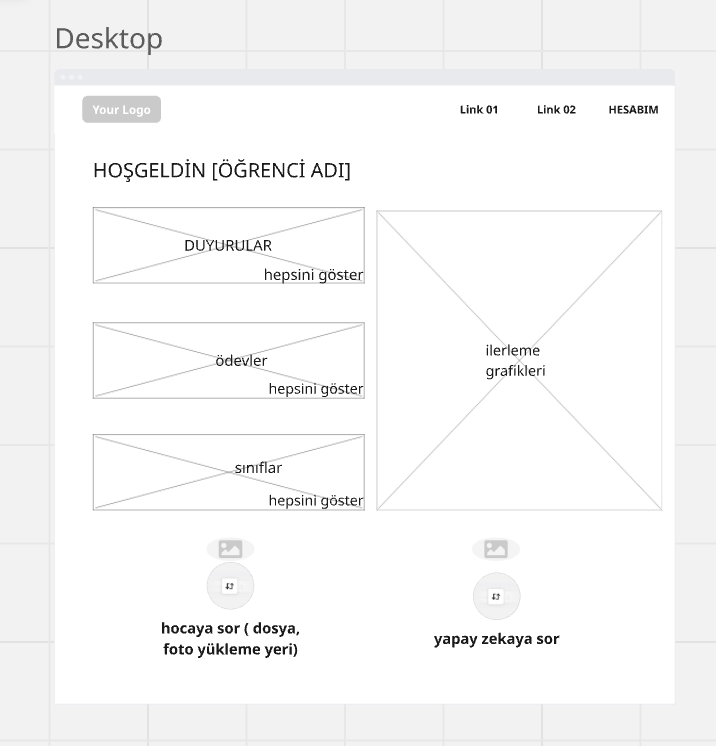 Desktop
Your Logo
Link 01
Link 02
HESABIM
HOŞGELDİN [ÖĞRENCİ ADI]
DUYURULAR
hepsini göster
ödevler
hepsini göster
sınıflar
hepsini göster
ilerleme
grafikleri
hocaya sor ( dosya,
foto yükleme yeri)
yapay zekaya sor